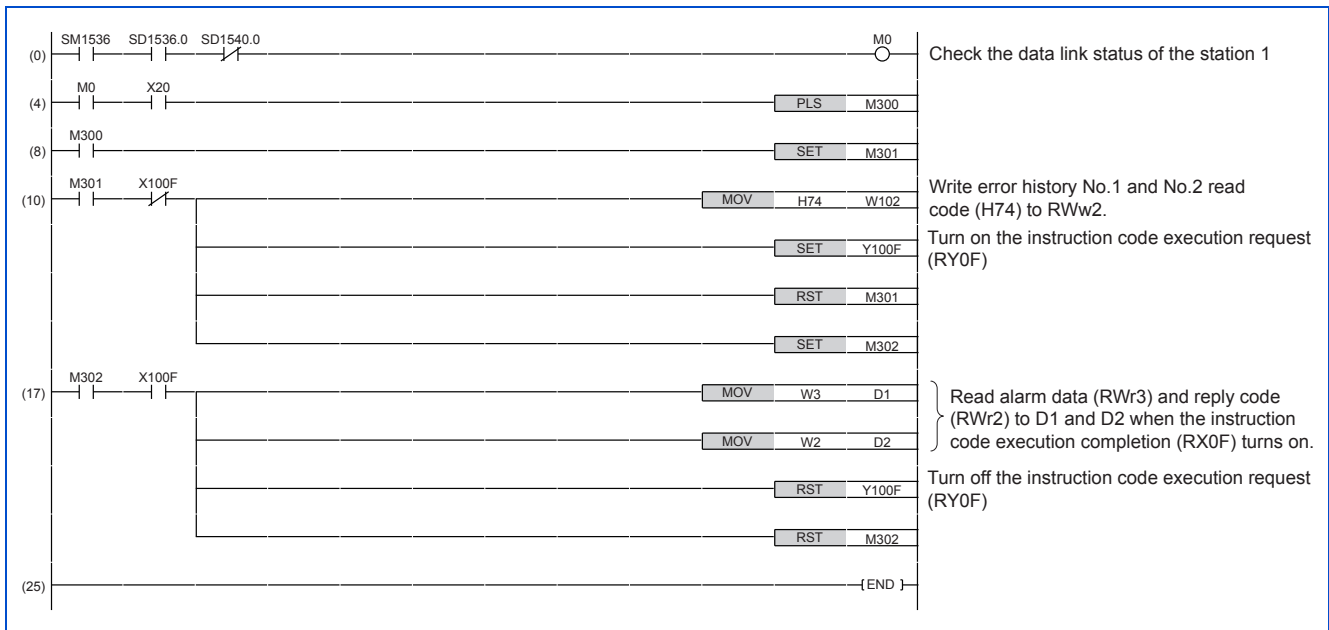 SM1536 SD1536.0 SD1540.0 M0
(0) Check the data link status of the station 1
M0 X20
(4) PLS M300
M300
(8) SET M301
M301 X100F
(10) MOV H74 W102
Write error history No.1 and No.2 read
code (H74) to RWw2.
SET Y100F
Turn on the instruction code execution request
(RY0F)
RST M301
SET M302
M302 X100F
(17) MOV W3 D1
MOV W2 D2
Read alarm data (RWr3) and reply code
(RWr2) to D1 and D2 when the instruction
code execution completion (RX0F) turns on.
RST Y100F
Turn off the instruction code execution request
(RY0F)
RST M302
(25) END